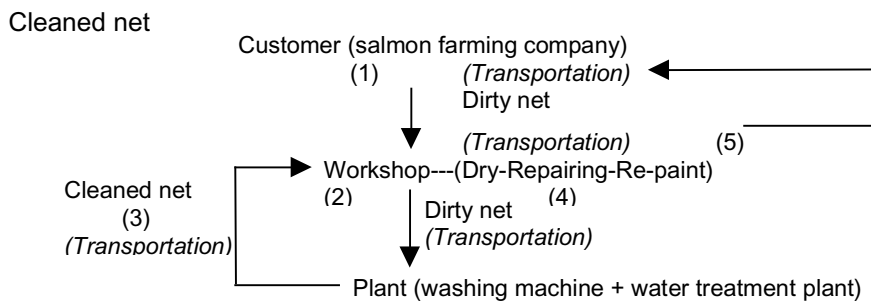 Cleaned net
Customer (salmon farming company)
(1) (Transportation)
Dirty net
(Transportation) (5)
Workshop---(Dry-Repairing-Re-paint)
Cleaned net
(2) Dirty net (4)
(3)
(Transportation)
(Transportation)
Plant (washing machine + water treatment plant)